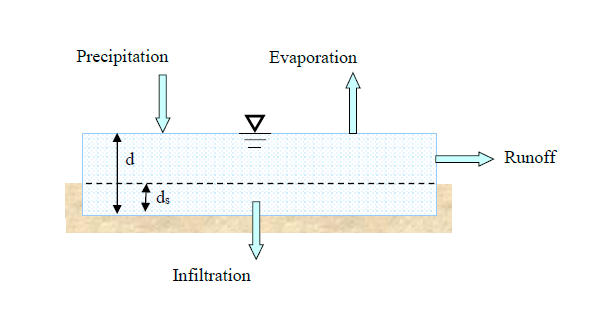 Precipitation
Evaporation
d
Runoff
ds
Infiltration